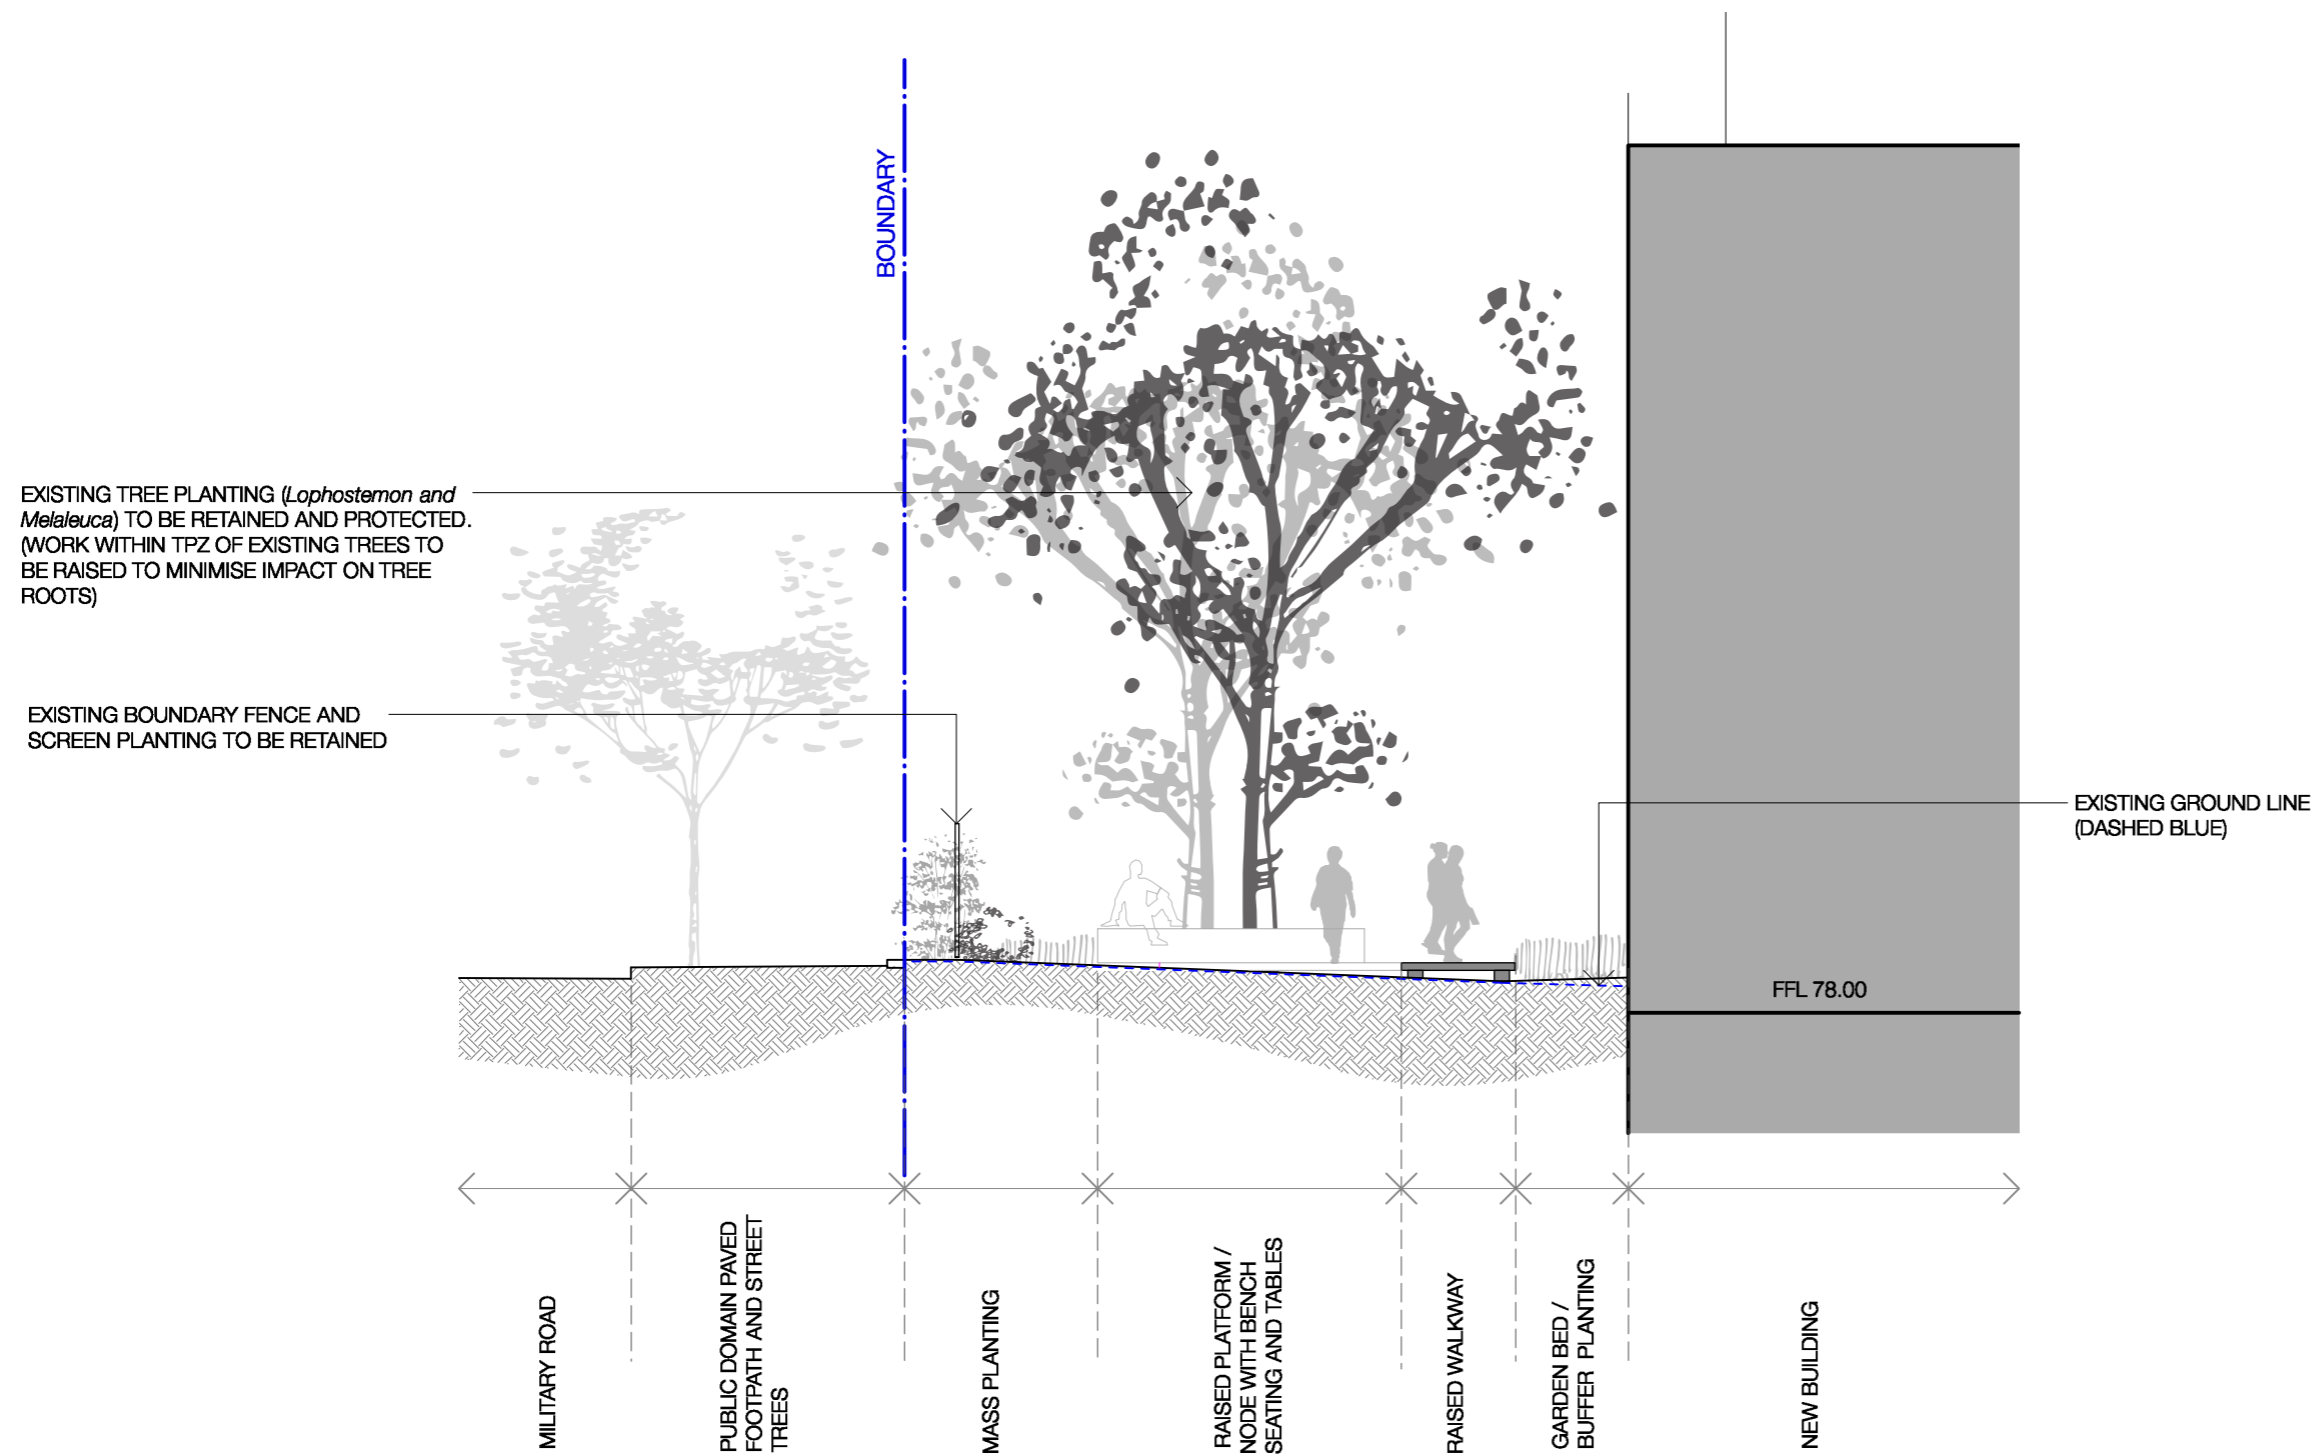 BOUNDARY
EXISTING TREE PLANTING (Lophostemon and
Melaleuca) TO BE RETAINED AND PROTECTED.
(WORK WITHIN TPZ OF EXISTING TREES TO
BE RAISED TO MINIMISE IMPACT ON TREE
ROOTS)
EXISTING BOUNDARY FENCE AND
SCREEN PLANTING TO BE RETAINED
EXISTING GROUND LINE
(DASHED BLUE)
FFL 78.00
MILITARY ROAD
PUBLIC DOMAIN PAVED
FOOTPATH AND STREET
TREES
MASS PLANTING
RAISED PLATFORM /
NODE WITH BENCH
SEATING AND TABLES
RAISED WALKWAY
GARDEN BED /
BUFFER PLANTING
NEW BUILDING